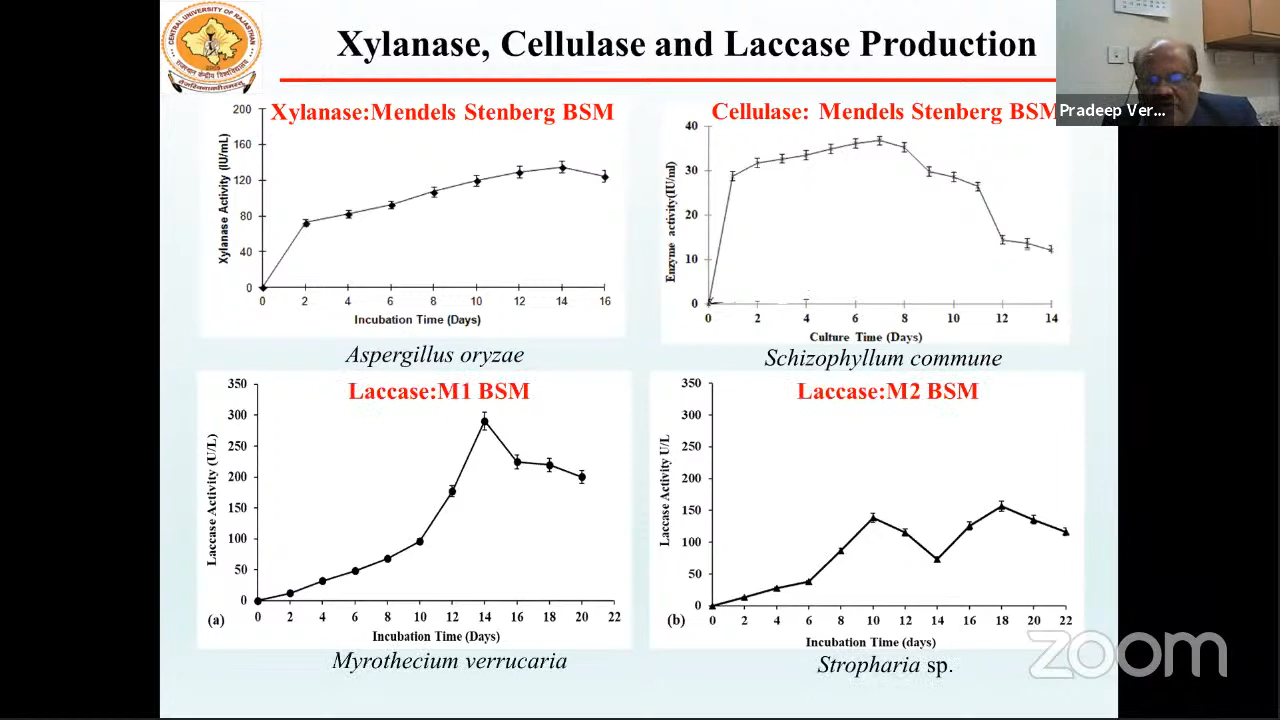 Xylanase, Cellulase and Laccase Production
CENTRAL UNIVERSITY OF RAJASTHAN
Pradeep Ver...
Xylanase:Mendels Stenberg BSM
200
160
120
80
40
0
Xylanase Activity (IU/mL)
0 2 4 6 8 10 12 14 16
Incubation Time (Days)
Aspergillus oryzae
Cellulase: Mendels Stenberg BSM
40
30
20
10
0
Enzyme activity(IU/ml)
0 2 4 6 8 10 12 14
Culture Time (Days)
Schizophyllum commune
Laccase:M1 BSM
350
300
250
200
150
100
50
0
Laccase Activity (U/L)
(a)
0 2 4 6 8 10 12 14 16 18 20 22
Incubation Time (Days)
Myrothecium verrucaria
Laccase:M2 BSM
350
300
250
200
150
100
50
0
Laccase Activity U/L
(b)
0 2 4 6 8 10 12 14 16 18 20 22
Incubation Time (days)
Stropharia sp.
zoom